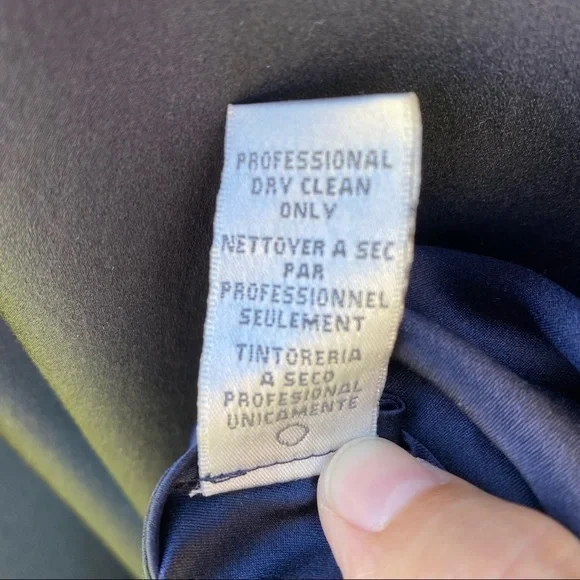 PROFESSIONAL
DRY CLEAN
ONLY
NETTOYER A SEC
PAR
PROFESSIONNEL
SEULEMENT
TINTORERIA
A SECO
PROFESIONAL
UNICAMENTE